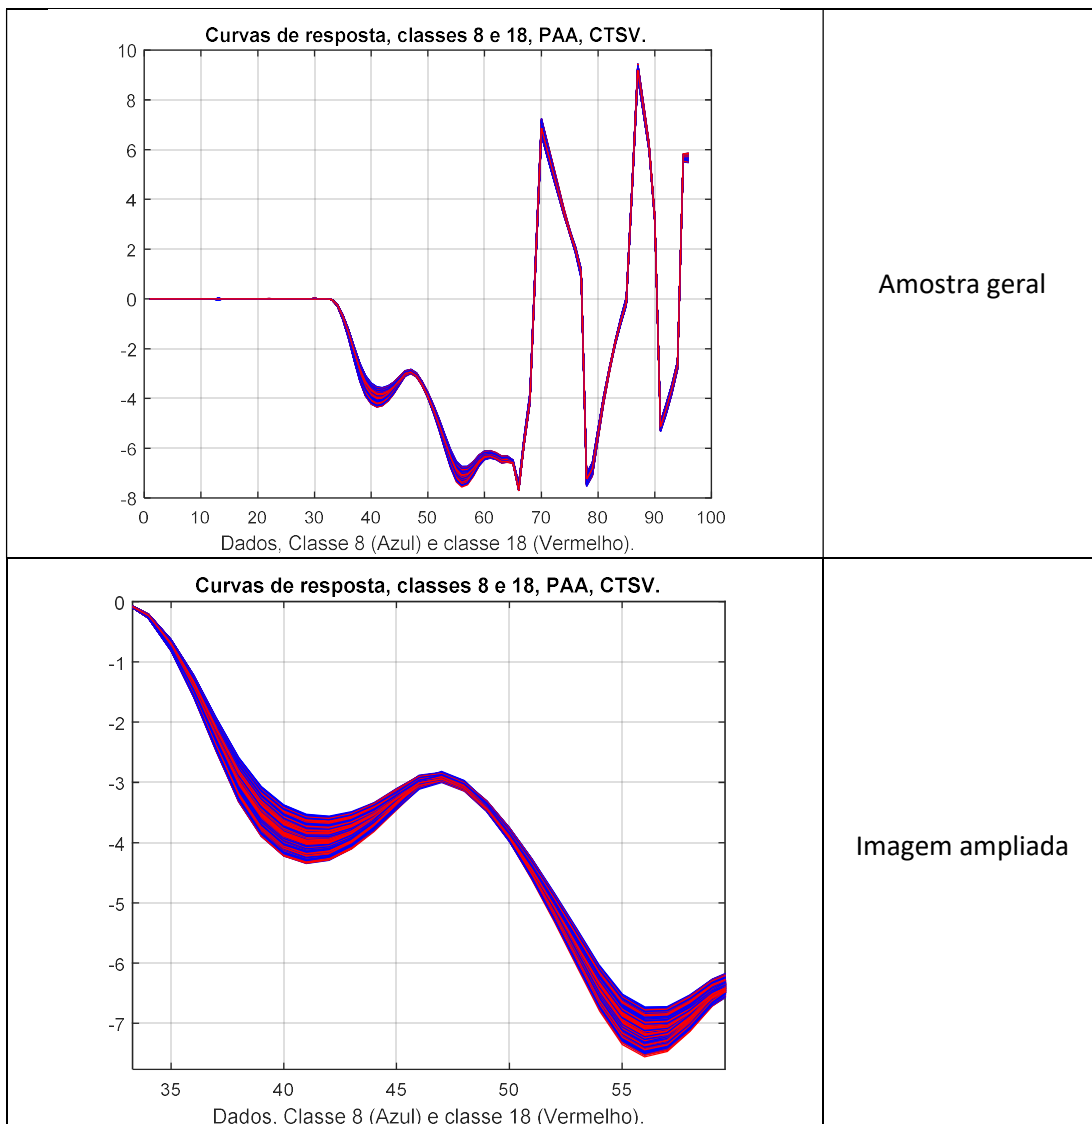 Curvas de resposta, classes 8 e 18, PAA, CTSV.
10
8
6
4
2
0
-2
-4
-6
-8
0 10 20 30 40 50 60 70 80 90 100
Dados, Classe 8 (Azul) e classe 18 (Vermelho).
Amostra geral
Curvas de resposta, classes 8 e 18, PAA, CTSV.
0
-1
-2
-3
-4
-5
-6
-7
35 40 45 50 55
Dados, Classe 8 (Azul) e classe 18 (Vermelho).
Imagem ampliada